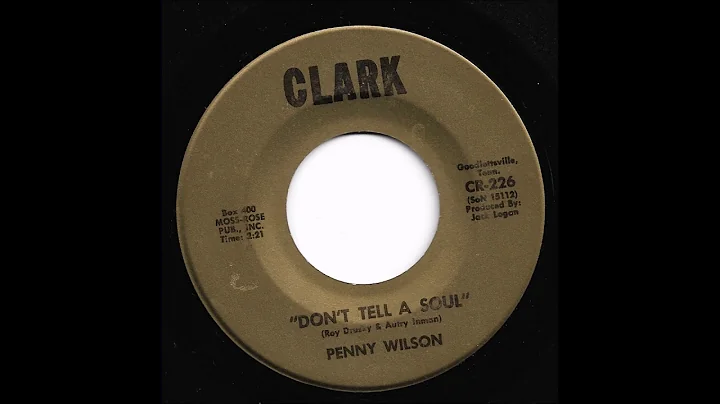 CLARK
Box 400
MOSS-ROSE
PUB., INC.
Time: 2:21
Goodlettsville,
Tenn.
CR-226
(SoN 15112)
Produced By:
Jack Logan
"DON'T TELL A SOUL"
(Roy Drusky & Autry Inman)
PENNY WILSON